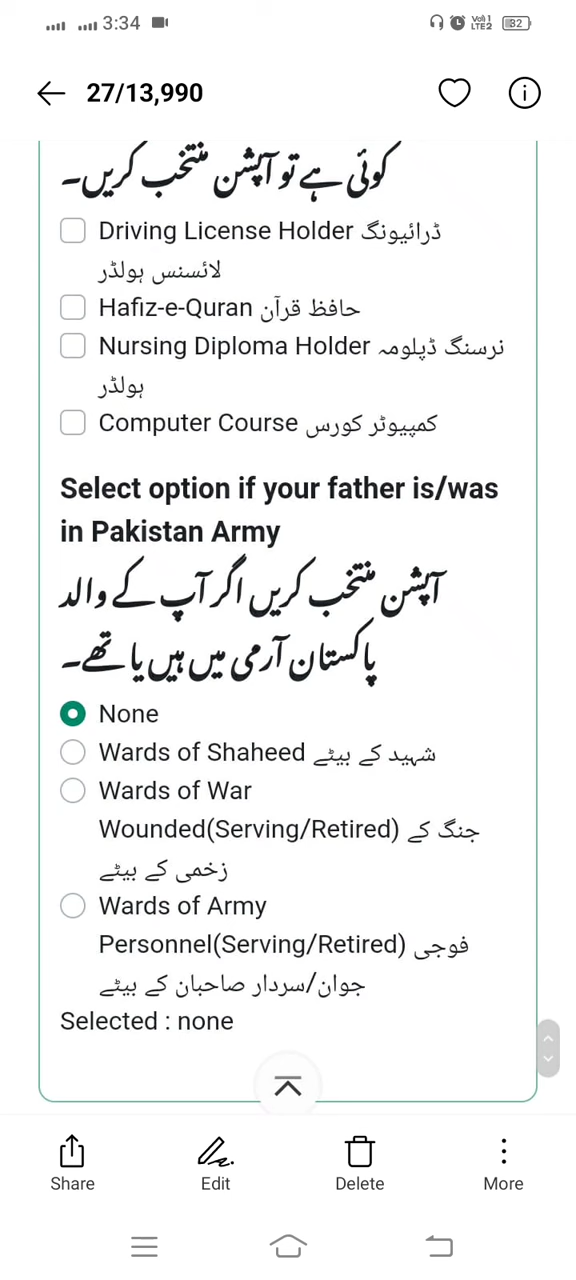 3:34
Vo)) 1
LTE2
82
27/13,990
کوئی ہے تو آپشن منتخب کریں۔
Driving License Holder ڈرائیونگ
لائسنس ہولڈر
Hafiz-e-Quran حافظ قرآن
Nursing Diploma Holder نرسنگ ڈپلومہ
ہولڈر
Computer Course کمپیوٹر کورس
Select option if your father is/was
in Pakistan Army
آپشن منتخب کریں اگر آپ کے والد
پاکستان آرمی میں ہیں یا تھے۔
None
Wards of Shaheed شہید کے بیٹے
Wards of War
Wounded(Serving/Retired) جنگ کے
زخمی کے بیٹے
Wards of Army
Personnel(Serving/Retired) فوجی
جوان/سردار صاحبان کے بیٹے
Selected : none
Share
Edit
Delete
More